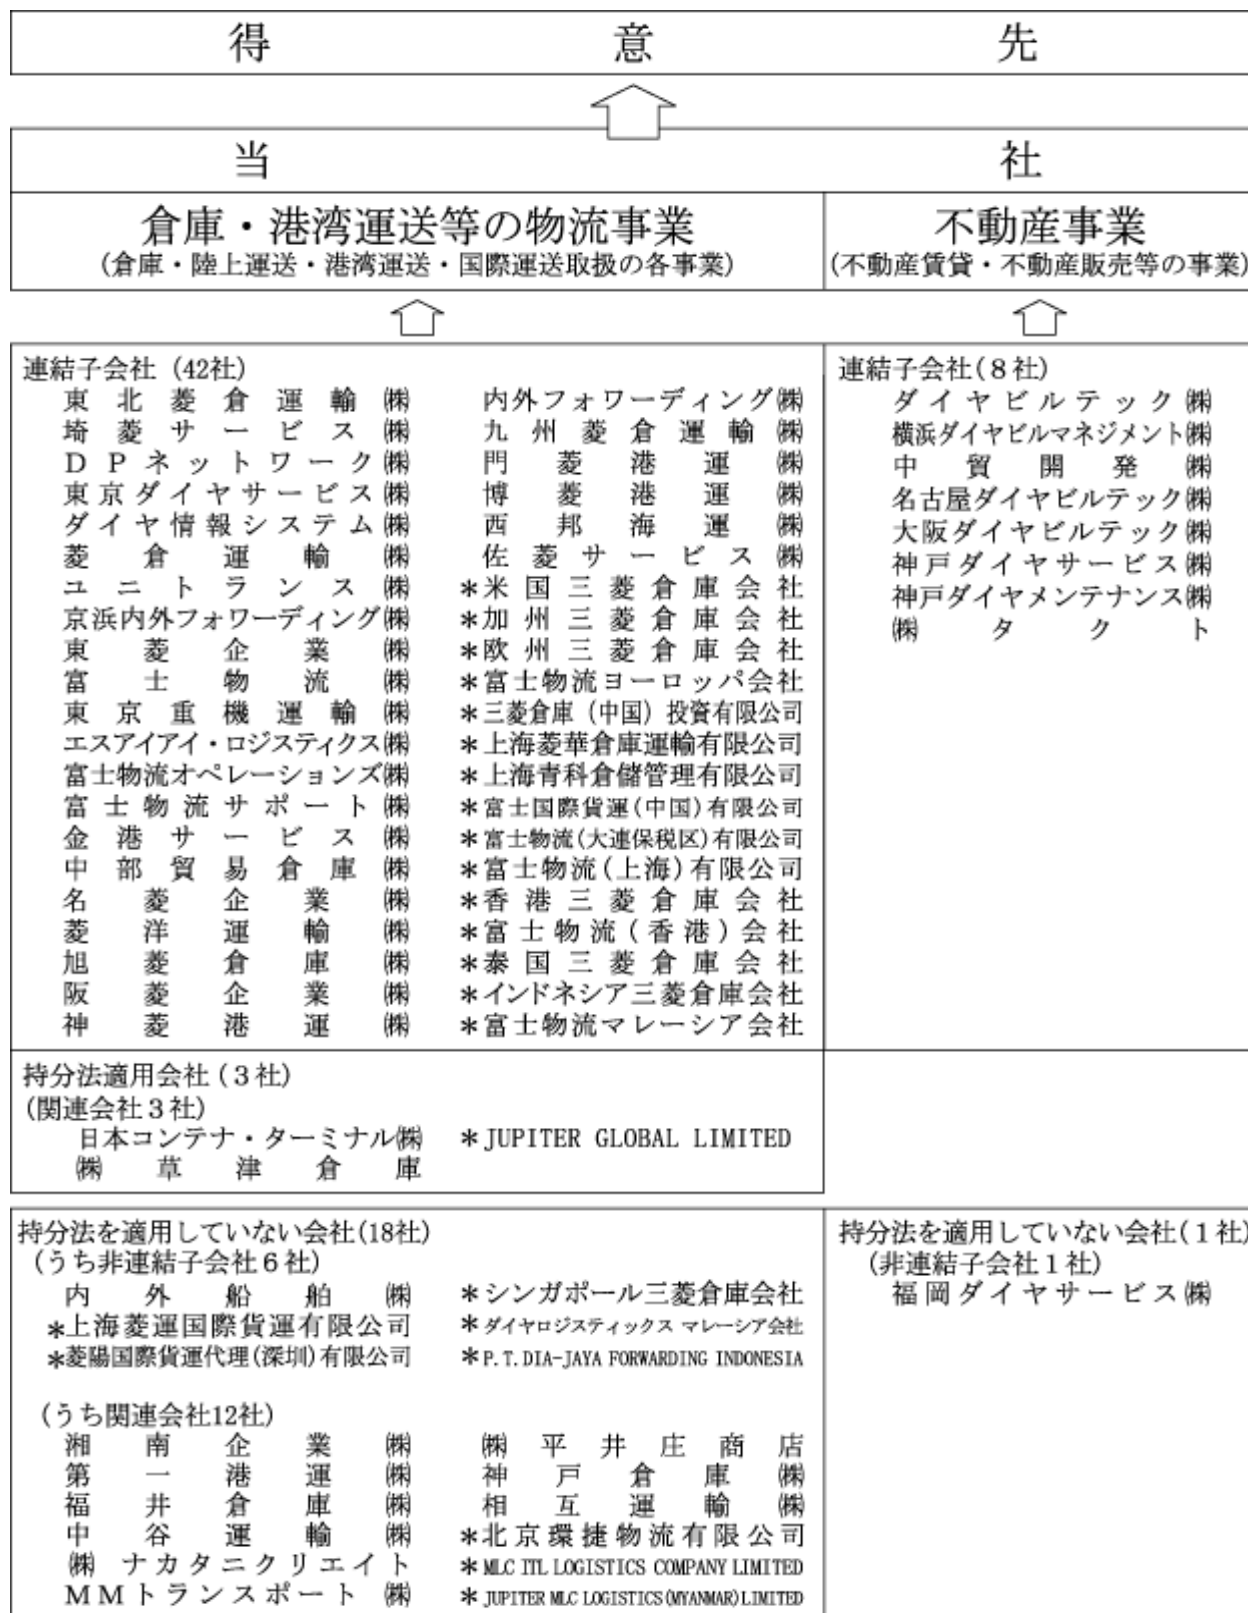 得意先
当社
倉庫・港湾運送等の物流事業
(倉庫・陸上運送・港湾運送・国際運送取扱の各事業)
不動産事業
(不動産賃貸・不動産販売等の事業)
連結子会社 (42社)
東北菱倉運輸㈱
埼菱サービス㈱
DPネットワーク㈱
東京ダイヤサービス㈱
ダイヤ情報システム㈱
菱倉運輸㈱
ユニトランス㈱
京浜内外フォワーディング㈱
東菱企業㈱
富士物流㈱
東京重機運輸㈱
エスアイアイ・ロジスティクス㈱
富士物流オペレーションズ㈱
富士物流サポート㈱
金港サービス㈱
中部貿易倉庫㈱
名菱企業㈱
菱洋運輸㈱
旭菱倉庫㈱
阪菱企業㈱
神菱港運㈱
内外フォワーディング㈱
九州菱倉運輸㈱
門菱港運㈱
博菱港運㈱
西邦海運㈱
佐菱サービス㈱
＊米国三菱倉庫会社
＊加州三菱倉庫会社
＊欧州三菱倉庫会社
＊富士物流ヨーロッパ会社
＊三菱倉庫（中国）投資有限公司
＊上海菱華倉庫運輸有限公司
＊上海青科倉儲管理有限公司
＊富士国際貨運(中国)有限公司
＊富士物流(大連保税区)有限公司
＊富士物流(上海)有限公司
＊香港三菱倉庫会社
＊富士物流(香港)会社
＊泰国三菱倉庫会社
＊インドネシア三菱倉庫会社
＊富士物流マレーシア会社
連結子会社(8社)
ダイヤビルテック㈱
横浜ダイヤビルマネジメント㈱
中貿開発㈱
名古屋ダイヤビルテック㈱
大阪ダイヤビルテック㈱
神戸ダイヤサービス㈱
神戸ダイヤメンテナンス㈱
㈱タクト
持分法適用会社(3社)
(関連会社3社)
日本コンテナ・ターミナル㈱
㈱草津倉庫
＊JUPITER GLOBAL LIMITED
持分法を適用していない会社(18社)
(うち非連結子会社6社)
内外船舶㈱
＊上海菱運国際貨運有限公司
＊菱陽国際貨運代理(深圳)有限公司
＊シンガポール三菱倉庫会社
＊ダイヤロジスティックス マレーシア会社
＊P.T.DIA-JAYA FORWARDING INDONESIA
(うち関連会社12社)
湘南企業㈱
第一港運㈱
福井倉庫㈱
中谷運輸㈱
㈱ナカタニクリエイト
MMトランスポート㈱
㈱平井庄商店
神戸倉庫㈱
相互運輸㈱
＊北京環捷物流有限公司
＊MLC ITL LOGISTICS COMPANY LIMITED
＊JUPITER MLC LOGISTICS(MYANMAR)LIMITED
持分法を適用していない会社(1社)
(非連結子会社1社)
福岡ダイヤサービス㈱